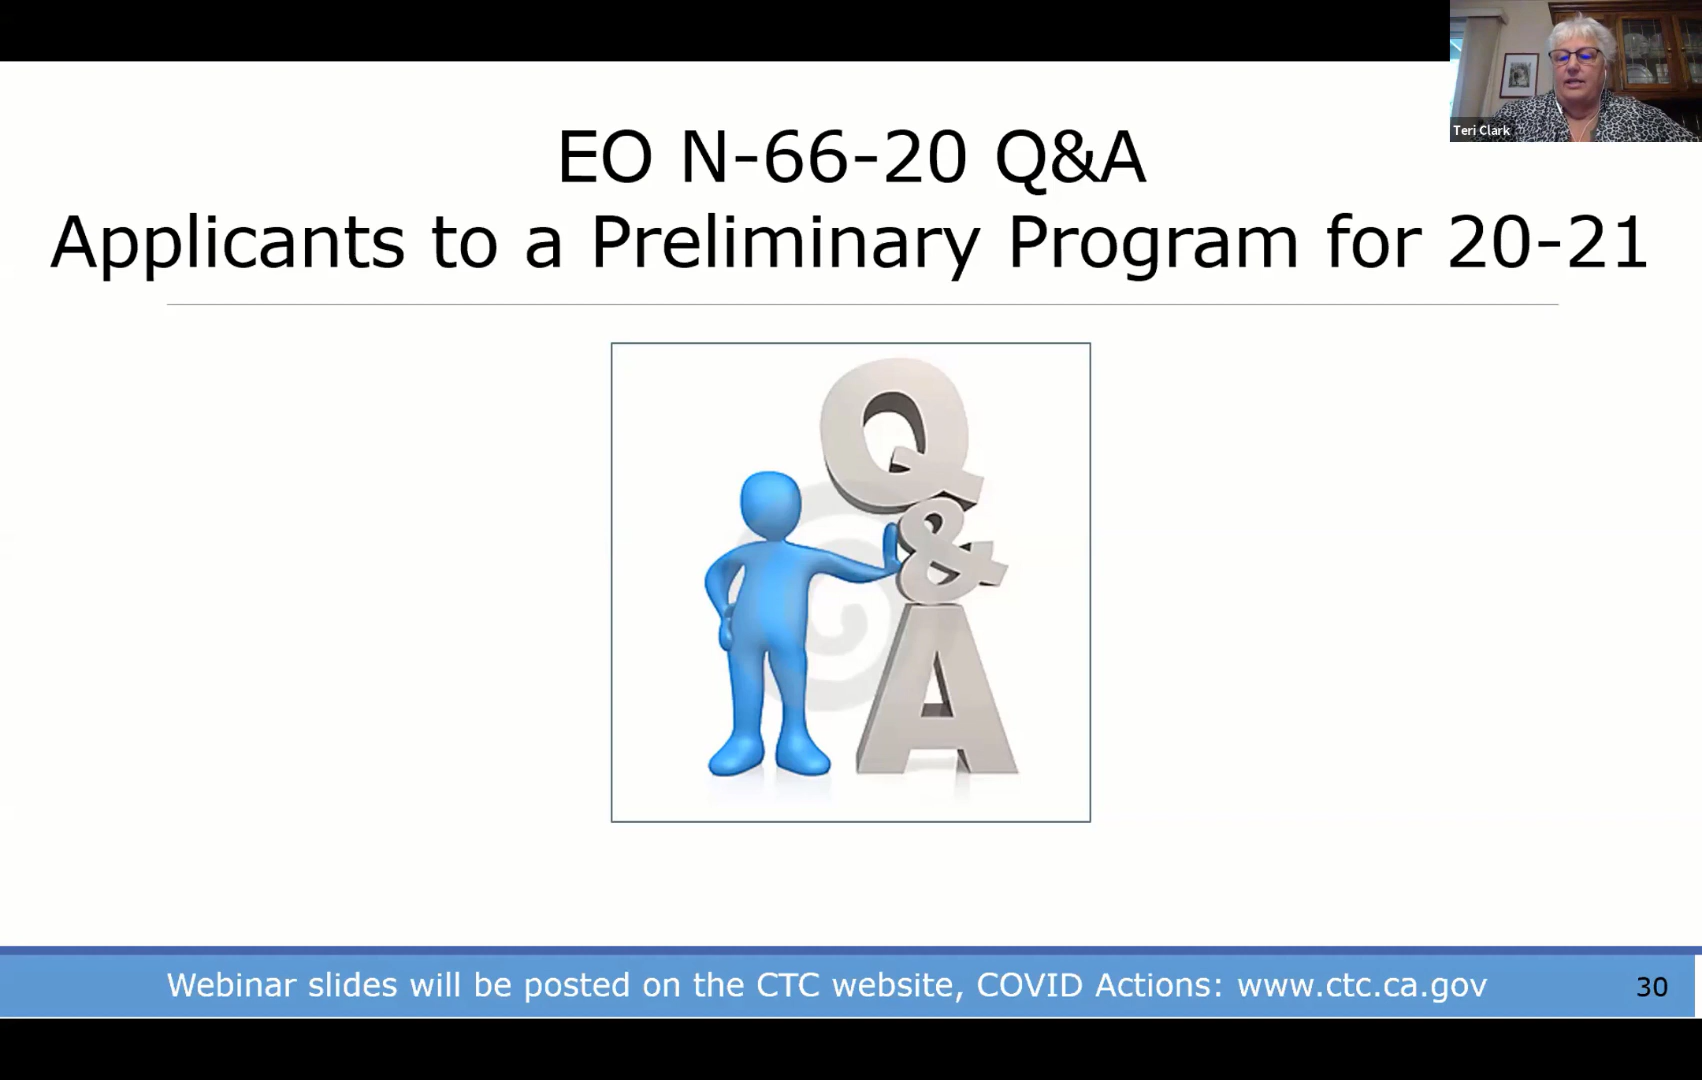 Teri Clark
EO N-66-20 Q&A
Applicants to a Preliminary Program for 20-21
Q
&
A
Webinar slides will be posted on the CTC website, COVID Actions: www.ctc.ca.gov
30